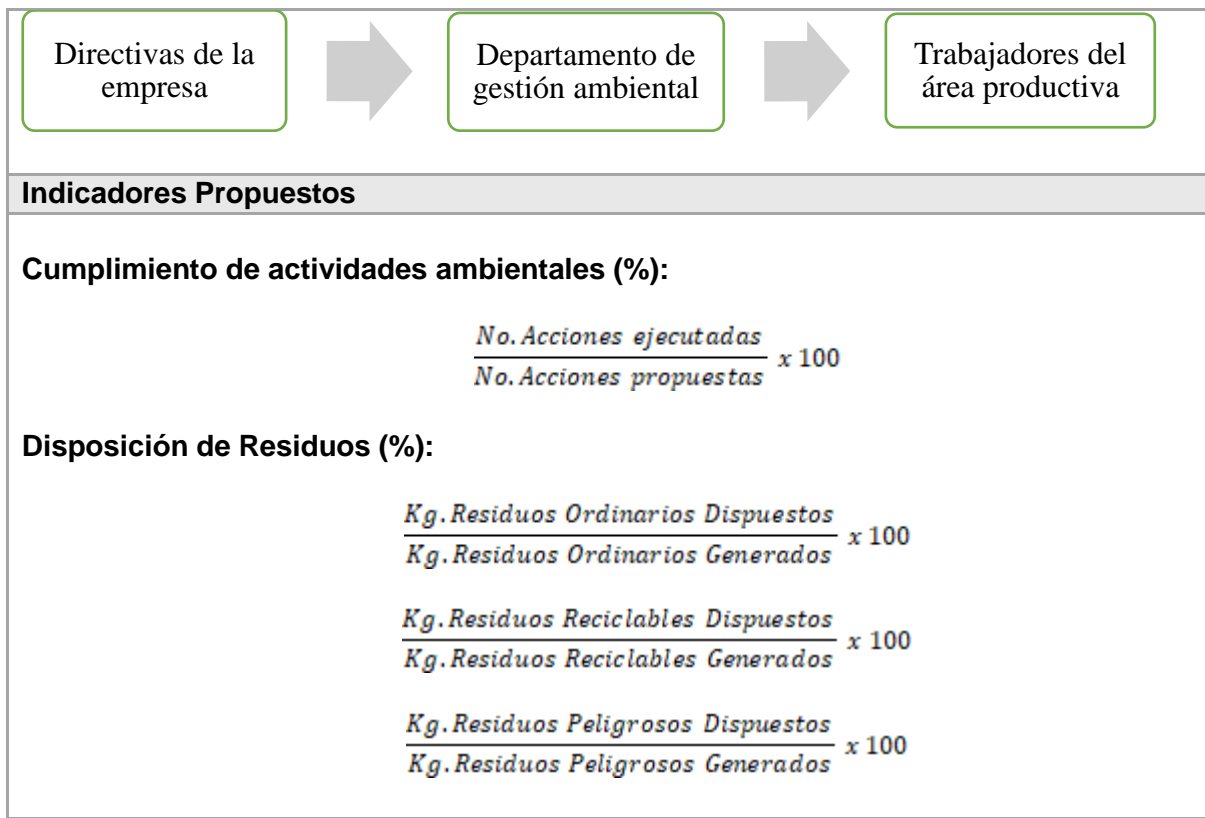 Directivas de la
empresa
Departamento de
gestión ambiental
Trabajadores del
área productiva
Indicadores Propuestos
Cumplimiento de actividades ambientales (%):
No. Acciones ejecutadas
No. Acciones propuestas
x 100
Disposición de Residuos (%):
Kg. Residuos Ordinarios Dispuestos
Kg. Residuos Ordinarios Generados
x 100
Kg. Residuos Reciclables Dispuestos
Kg. Residuos Reciclables Generados
x 100
Kg. Residuos Peligrosos Dispuestos
Kg. Residuos Peligrosos Generados
x 100